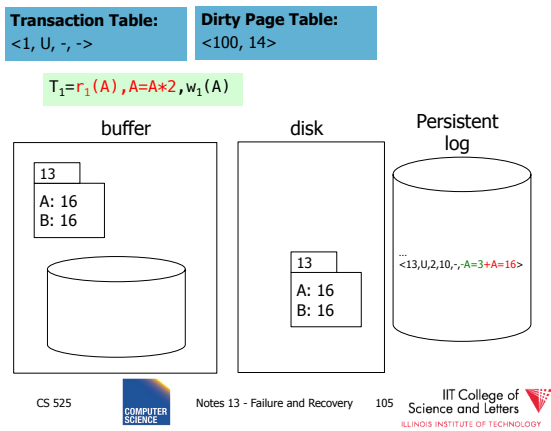 Transaction Table:
<1, U, -, ->
Dirty Page Table:
<100, 14>
T1=r1(A),A=A*2,w1(A)
buffer
disk
Persistent
log
13
A: 16
B: 16
13
A: 16
B: 16
...
<13,U,2,10,-,-A=3+A=16>
CS 525
COMPUTER
SCIENCE
Notes 13 - Failure and Recovery
105
IIT College of
Science and Letters
ILLINOIS INSTITUTE OF TECHNOLOGY